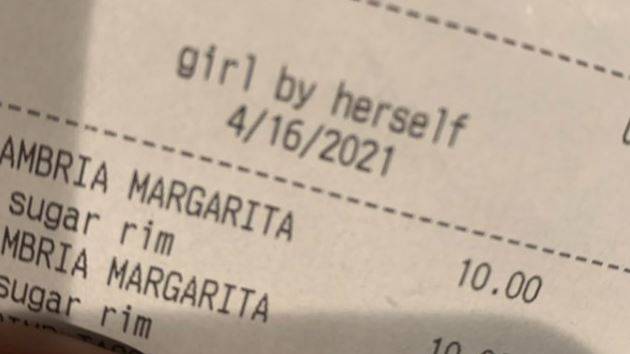 girl by herself
4/16/2021
AMBRIA MARGARITA
10.00
sugar rim
MBRIA MARGARITA
sugar rim